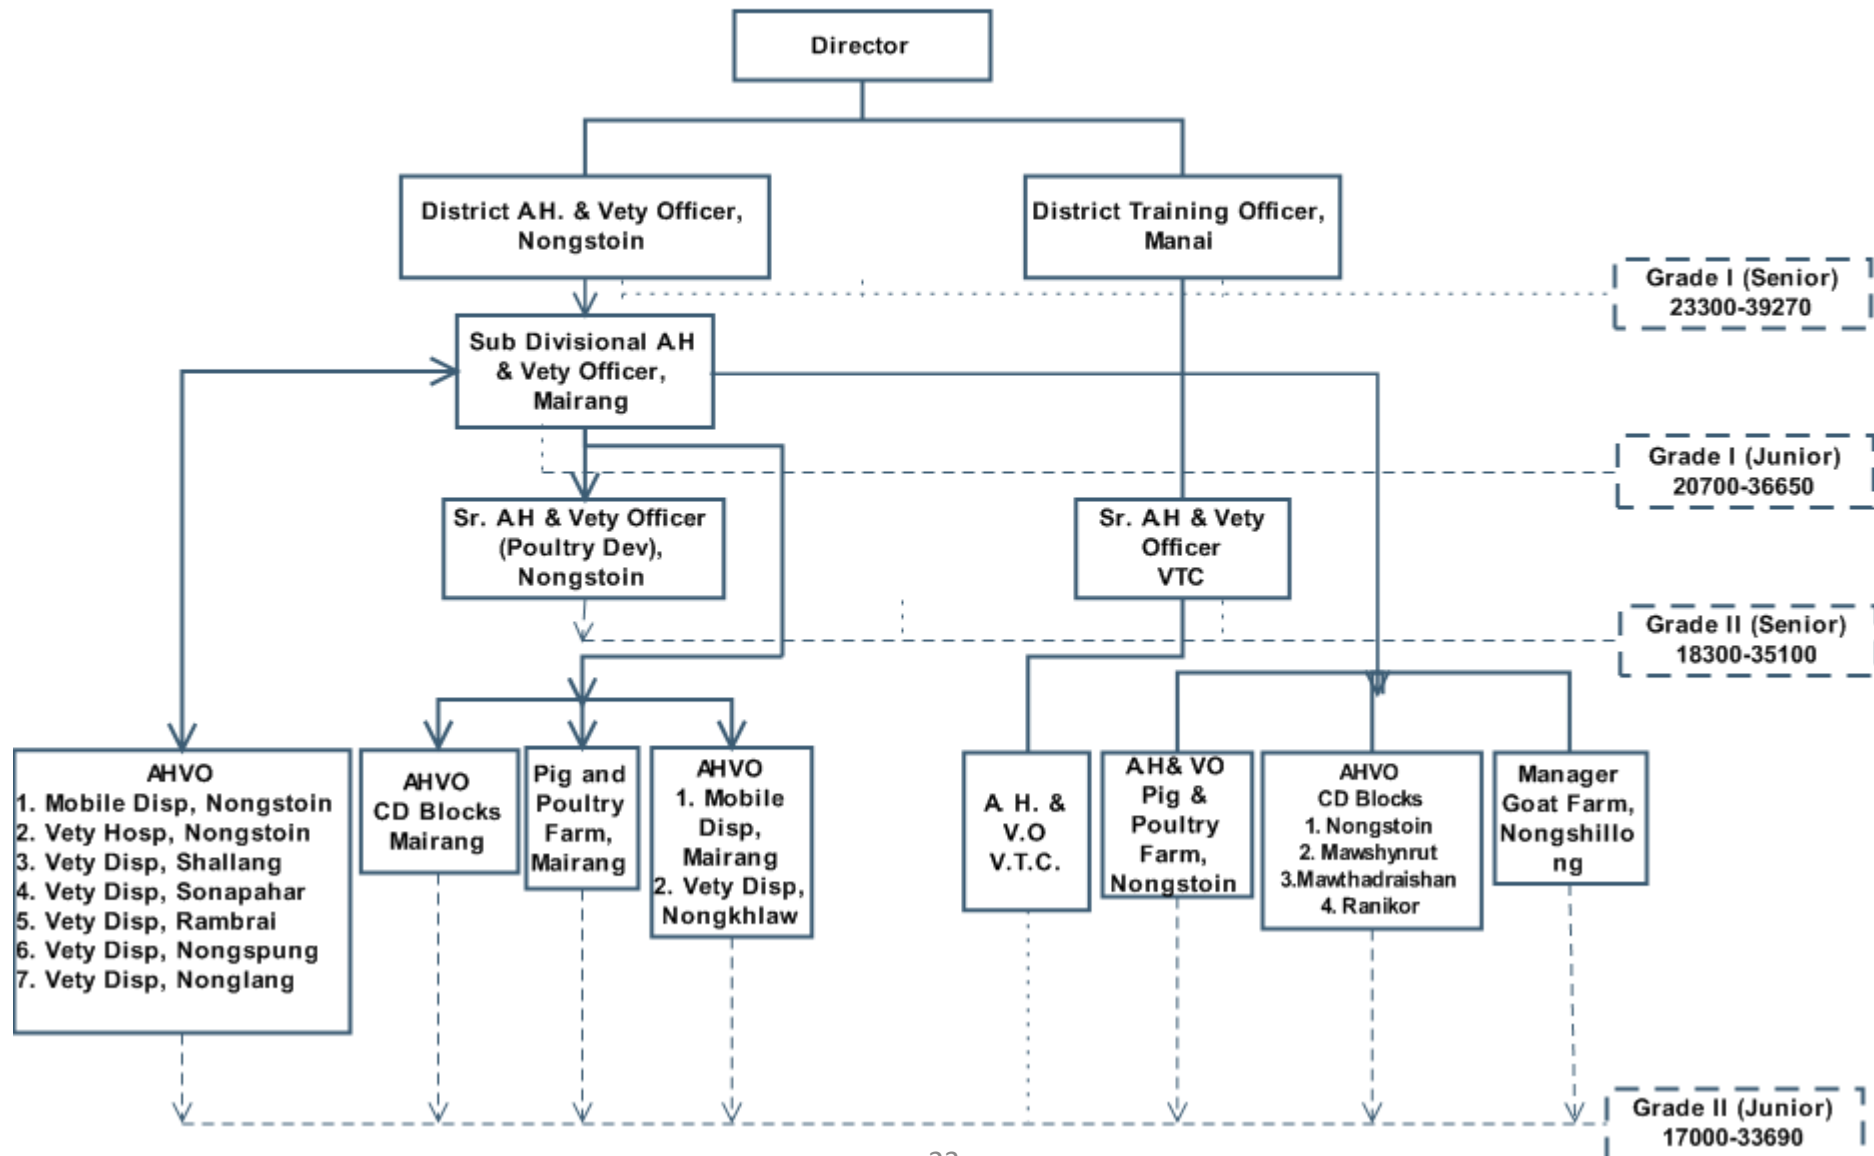 Director
District A.H. & Vety Officer,
Nongstoin
District Training Officer,
Manai
Grade I (Senior)
23300-39270
Sub Divisional A.H
& Vety Officer,
Mairang
Grade I (Junior)
20700-36650
Sr. A.H & Vety Officer
(Poultry Dev),
Nongstoin
Sr. A.H & Vety
Officer
VTC
Grade II (Senior)
18300-35100
AHVO
1. Mobile Disp, Nongstoin
2. Vety Hosp, Nongstoin
3. Vety Disp, Shallang
4. Vety Disp, Sonapahar
5. Vety Disp, Rambrai
6. Vety Disp, Nongspung
7. Vety Disp, Nonglang
AHVO
CD Blocks
Mairang
Pig and
Poultry
Farm,
Mairang
AHVO
1. Mobile
Disp,
Mairang
2. Vety Disp,
Nongkhlaw
A. H. &
V.O
V.T.C.
A.H& VO
Pig &
Poultry
Farm,
Nongstoin
AHVO
CD Blocks
1. Nongstoin
2. Mawshynrut
3.Mawthadraishan
4. Ranikor
Manager
Goat Farm,
Nongshillo
ng
Grade II (Junior)
17000-33690